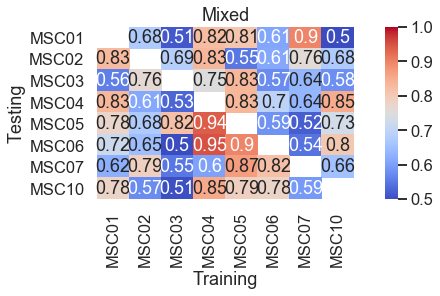 Mixed
MSC01 0.68 0.51 0.82 0.81 0.61 0.9 0.5
MSC02 0.83 0.69 0.83 0.55 0.61 0.76 0.68
MSC03 0.56 0.76 0.75 0.83 0.57 0.64 0.58
MSC04 0.83 0.61 0.53 0.83 0.7 0.64 0.85
MSC05 0.78 0.68 0.82 0.94 0.59 0.52 0.73
MSC06 0.72 0.65 0.5 0.95 0.9 0.54 0.8
MSC07 0.62 0.79 0.55 0.6 0.87 0.82 0.66
MSC10 0.78 0.57 0.51 0.85 0.79 0.78 0.59
Testing
MSC01 MSC02 MSC03 MSC04 MSC05 MSC06 MSC07 MSC10
Training
1.0
0.9
0.8
0.7
0.6
0.5